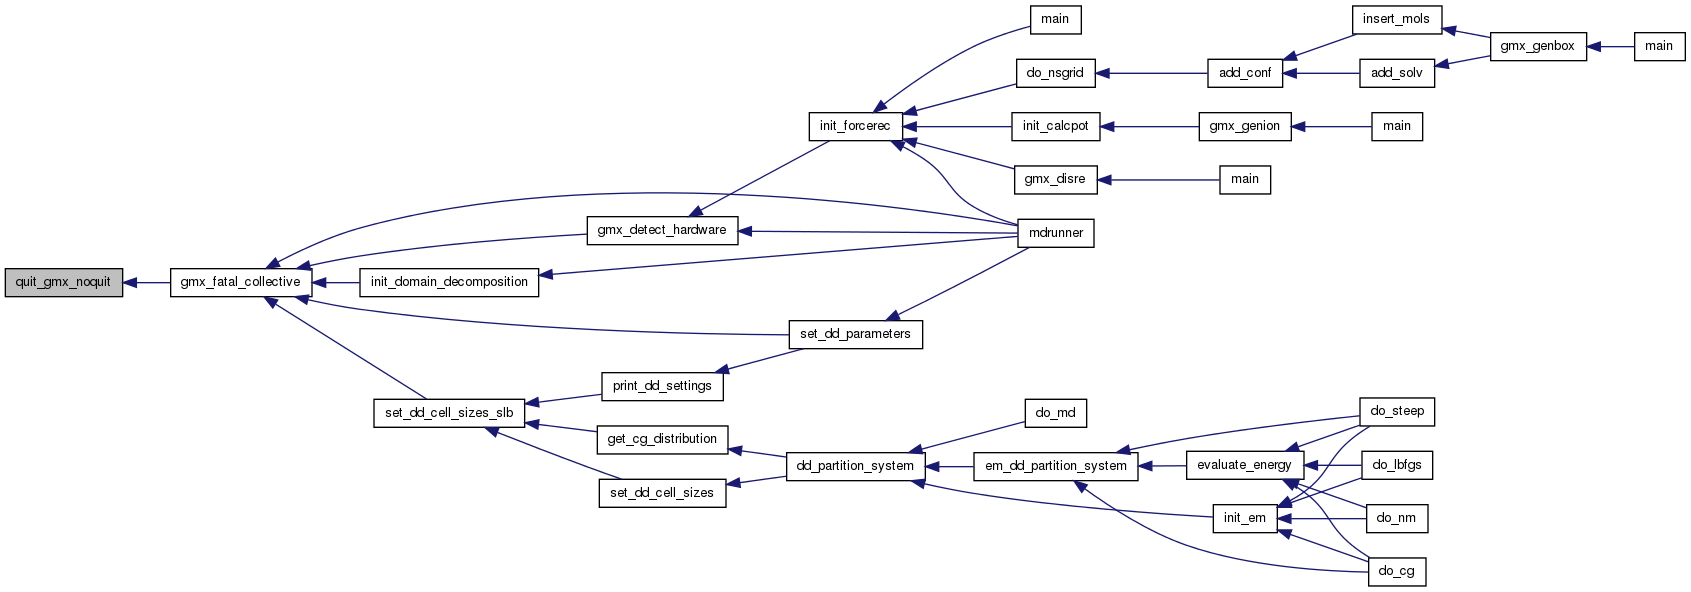 main
insert_mols
gmx_genbox
main
do_nsgrid
add_conf
add_solv
init_forcerec
init_calcpot
gmx_genion
main
gmx_disre
main
gmx_detect_hardware
mdrunner
quit_gmx_noquit
gmx_fatal_collective
init_domain_decomposition
set_dd_parameters
print_dd_settings
set_dd_cell_sizes_slb
do_md
do_steep
get_cg_distribution
dd_partition_system
em_dd_partition_system
evaluate_energy
do_lbfgs
set_dd_cell_sizes
init_em
do_nm
do_cg